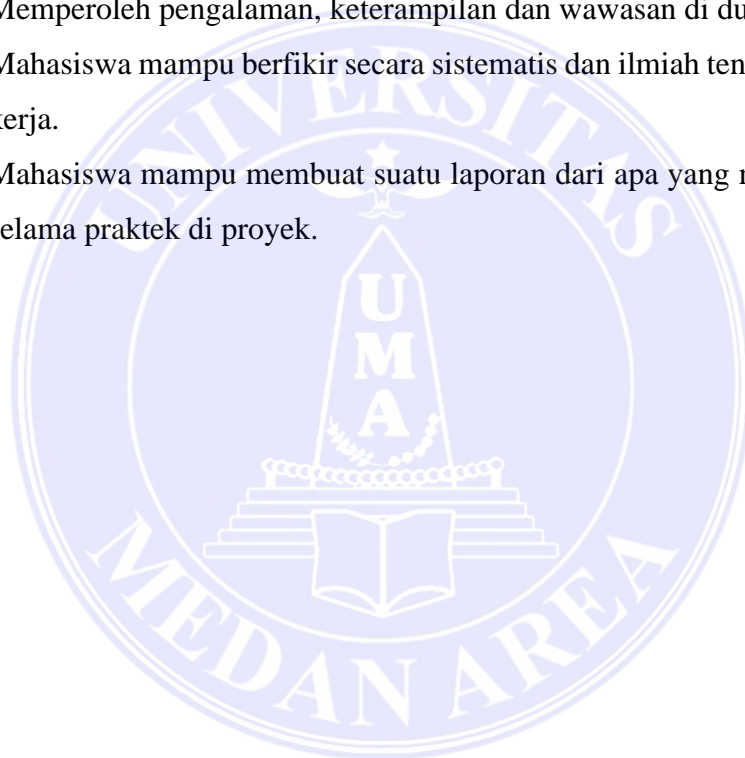 Memperoleh pengalaman, keterampilan dan wawasan di du
Mahasiswa mampu berfikir secara sistematis dan ilmiah ten
kerja.
Mahasiswa mampu membuat suatu laporan dari apa yang
selama praktek di proyek.
UNIVERSITAS
U
M
A
MEDAN AREA